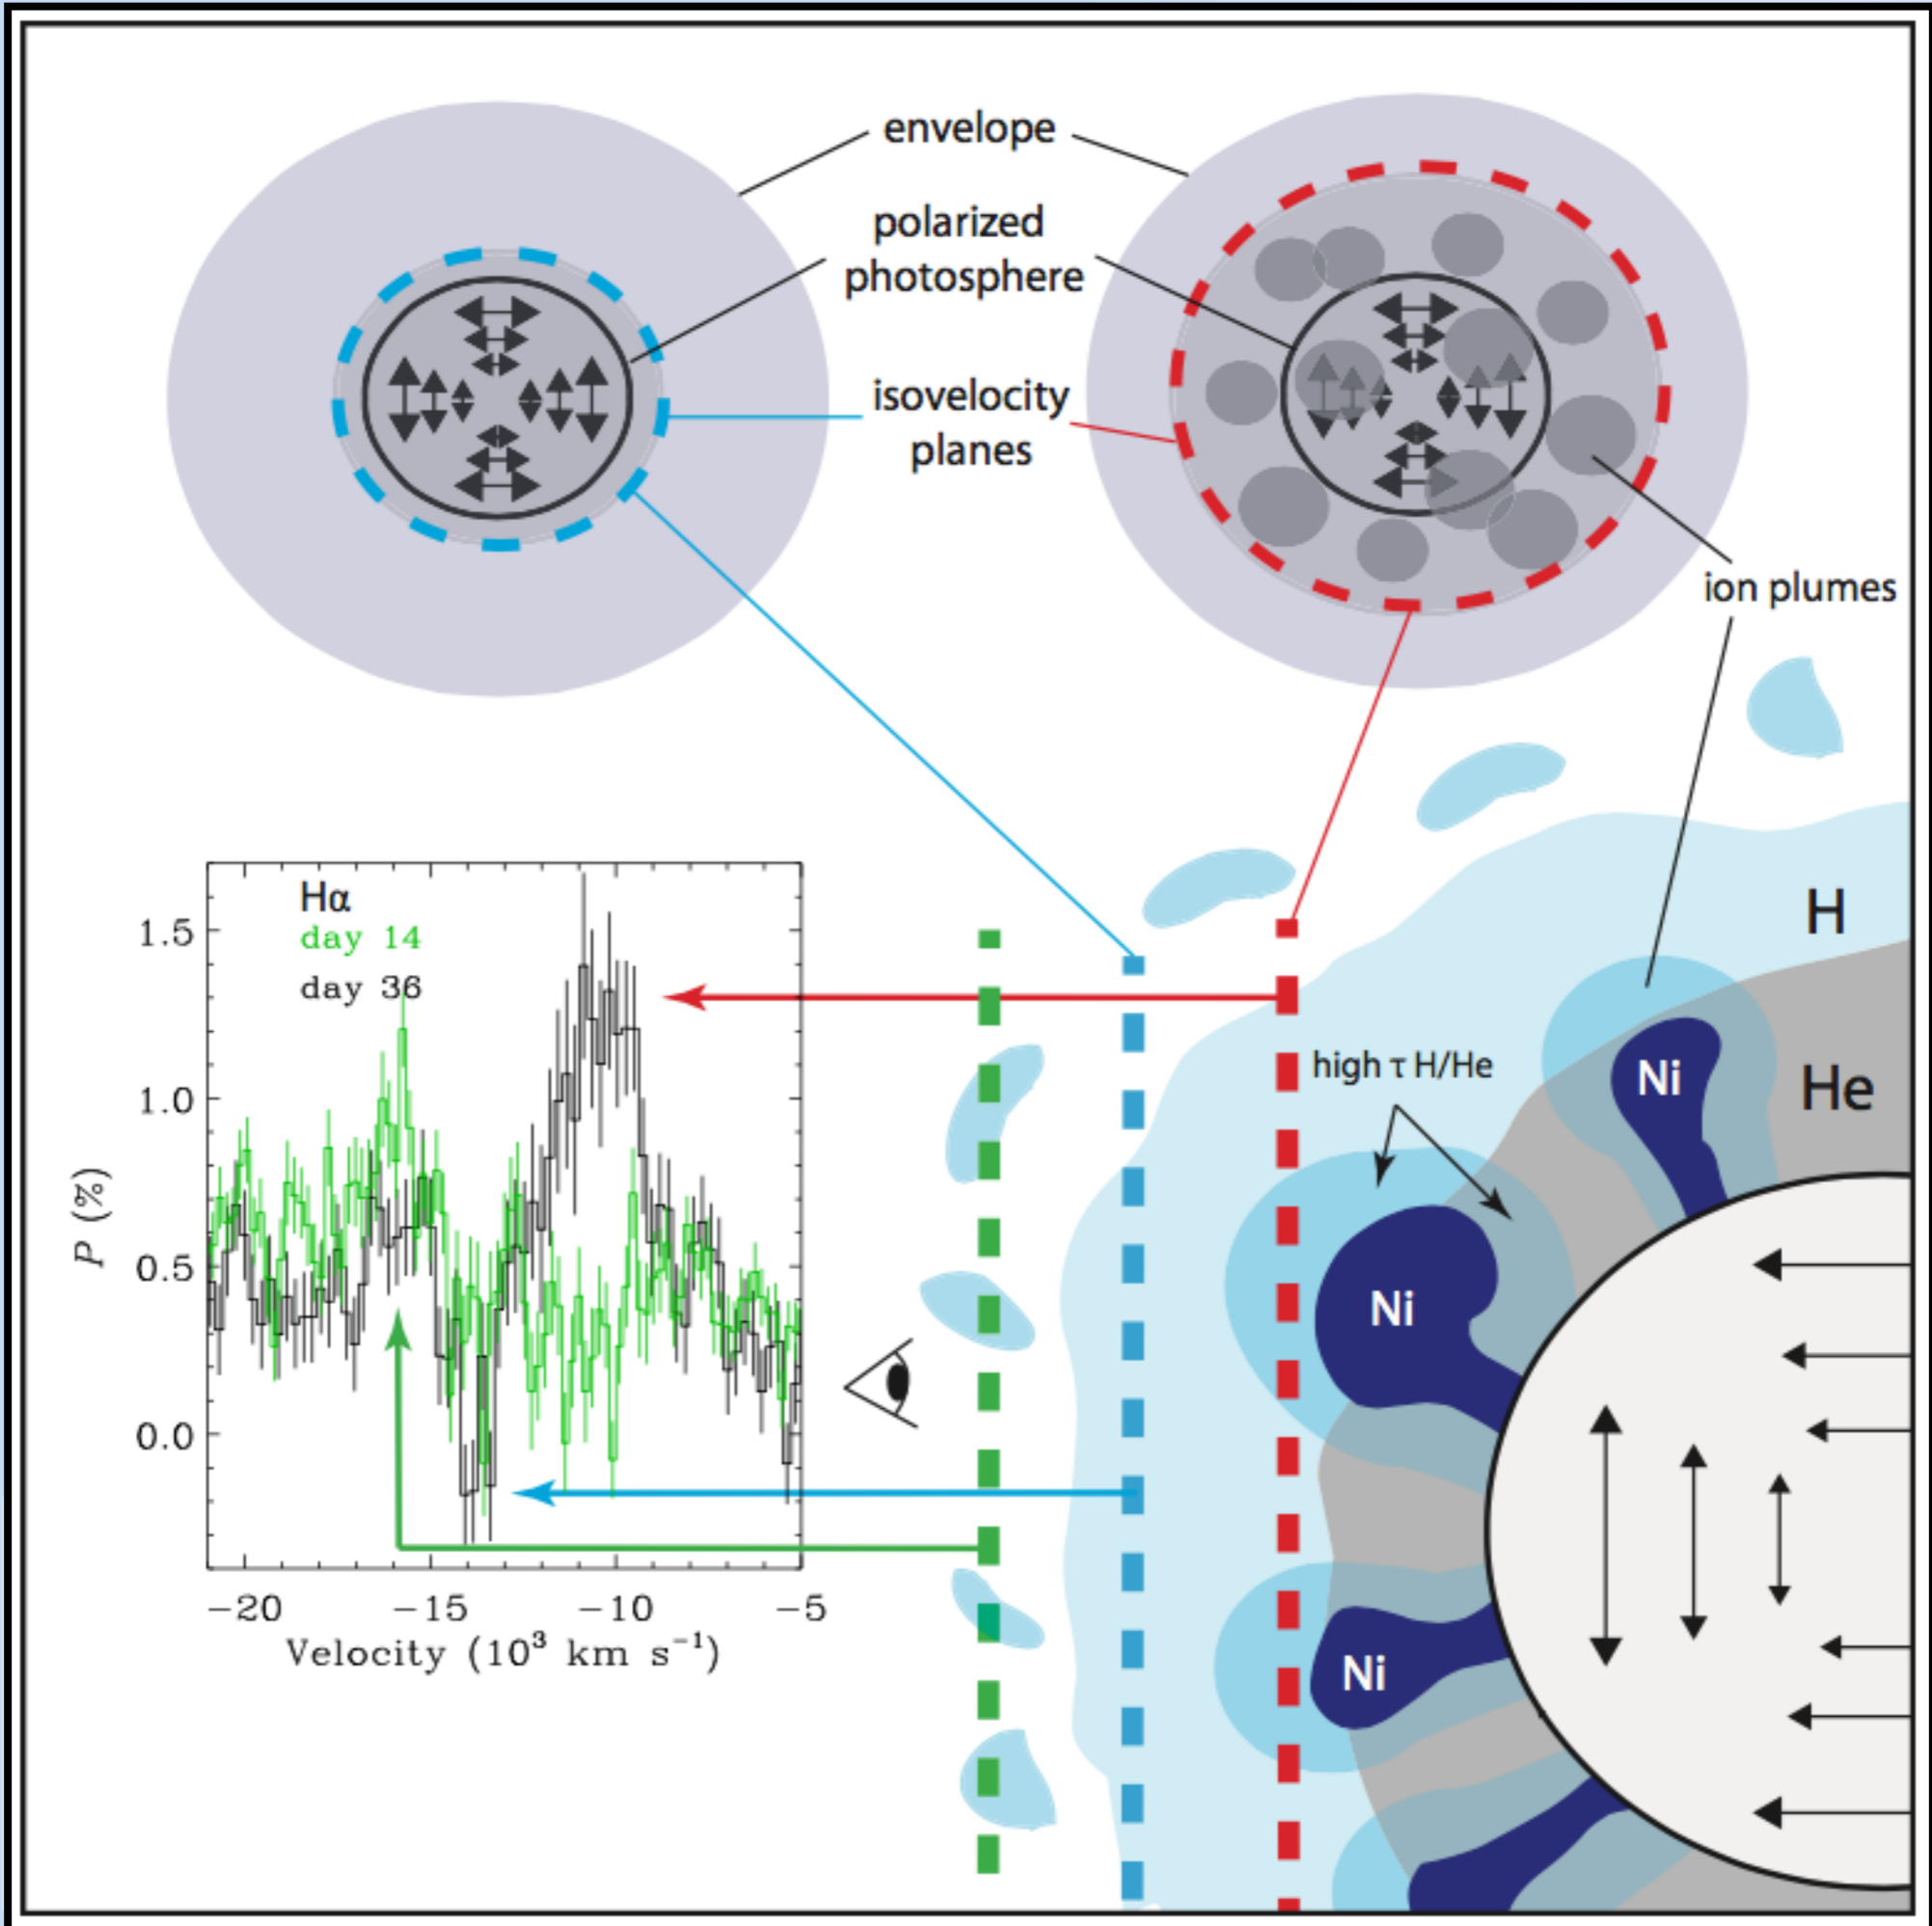 envelope
polarized
photosphere
isovelocity
planes
ion plumes
Hα
day 14
day 36
1.5
1.0
0.5
0.0
P (%)
−20
−15
−10
−5
Velocity (10³ km s⁻¹)
H
He
high τ H/He
Ni
Ni
Ni